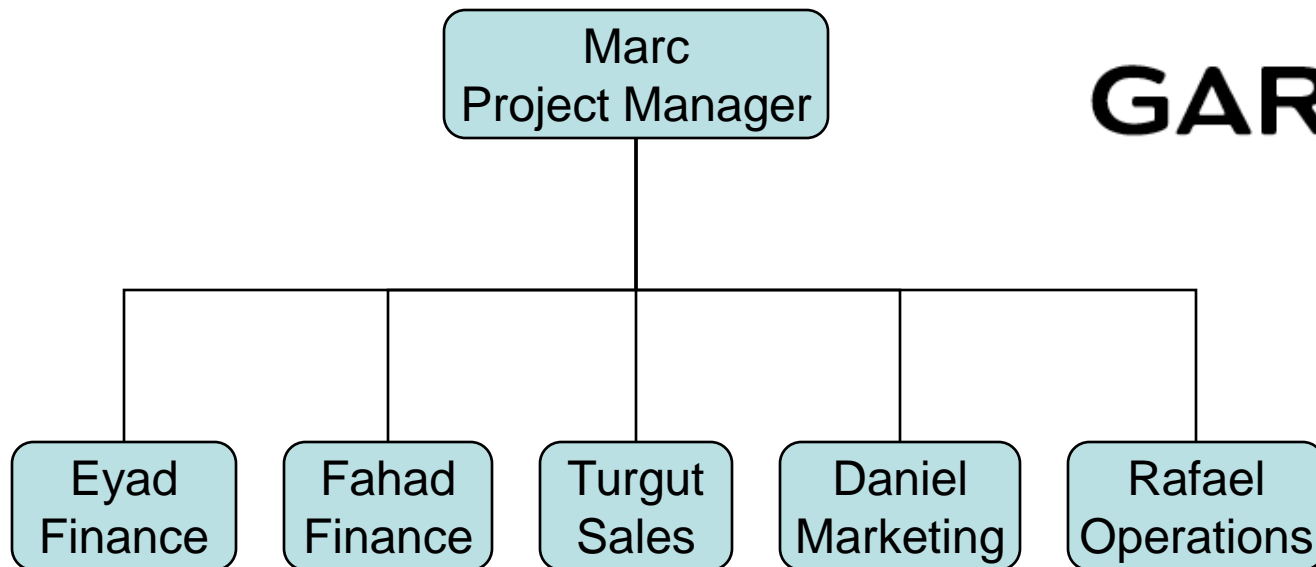 Marc
Project Manager
GAR
Eyad
Finance
Fahad
Finance
Turgut
Sales
Daniel
Marketing
Rafael
Operations